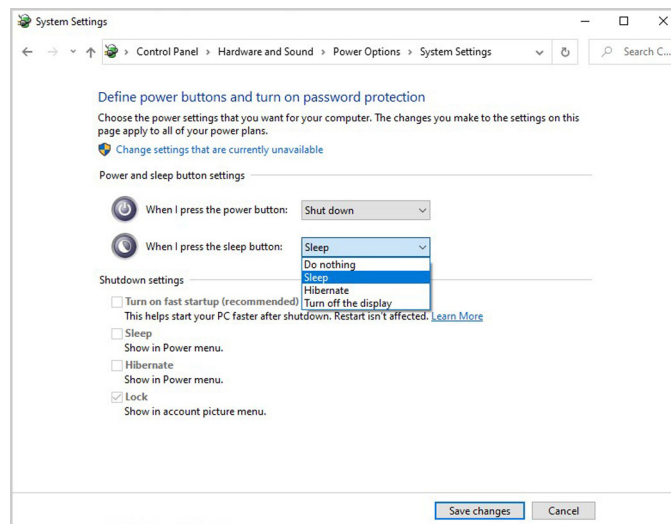 System Settings
Control Panel > Hardware and Sound > Power Options > System Settings
Search C...
Define power buttons and turn on password protection
Choose the power settings that you want for your computer. The changes you make to the settings on this
page apply to all of your power plans.
Change settings that are currently unavailable
Power and sleep button settings
When I press the power button: Shut down
When I press the sleep button: Sleep
Do nothing
Sleep
Hibernate
Turn off the display
Shutdown settings
Turn on fast startup (recommended)
This helps start your PC faster after shutdown. Restart isn't affected. Learn More
Sleep
Show in Power menu.
Hibernate
Show in Power menu.
Lock
Show in account picture menu.
Save changes
Cancel